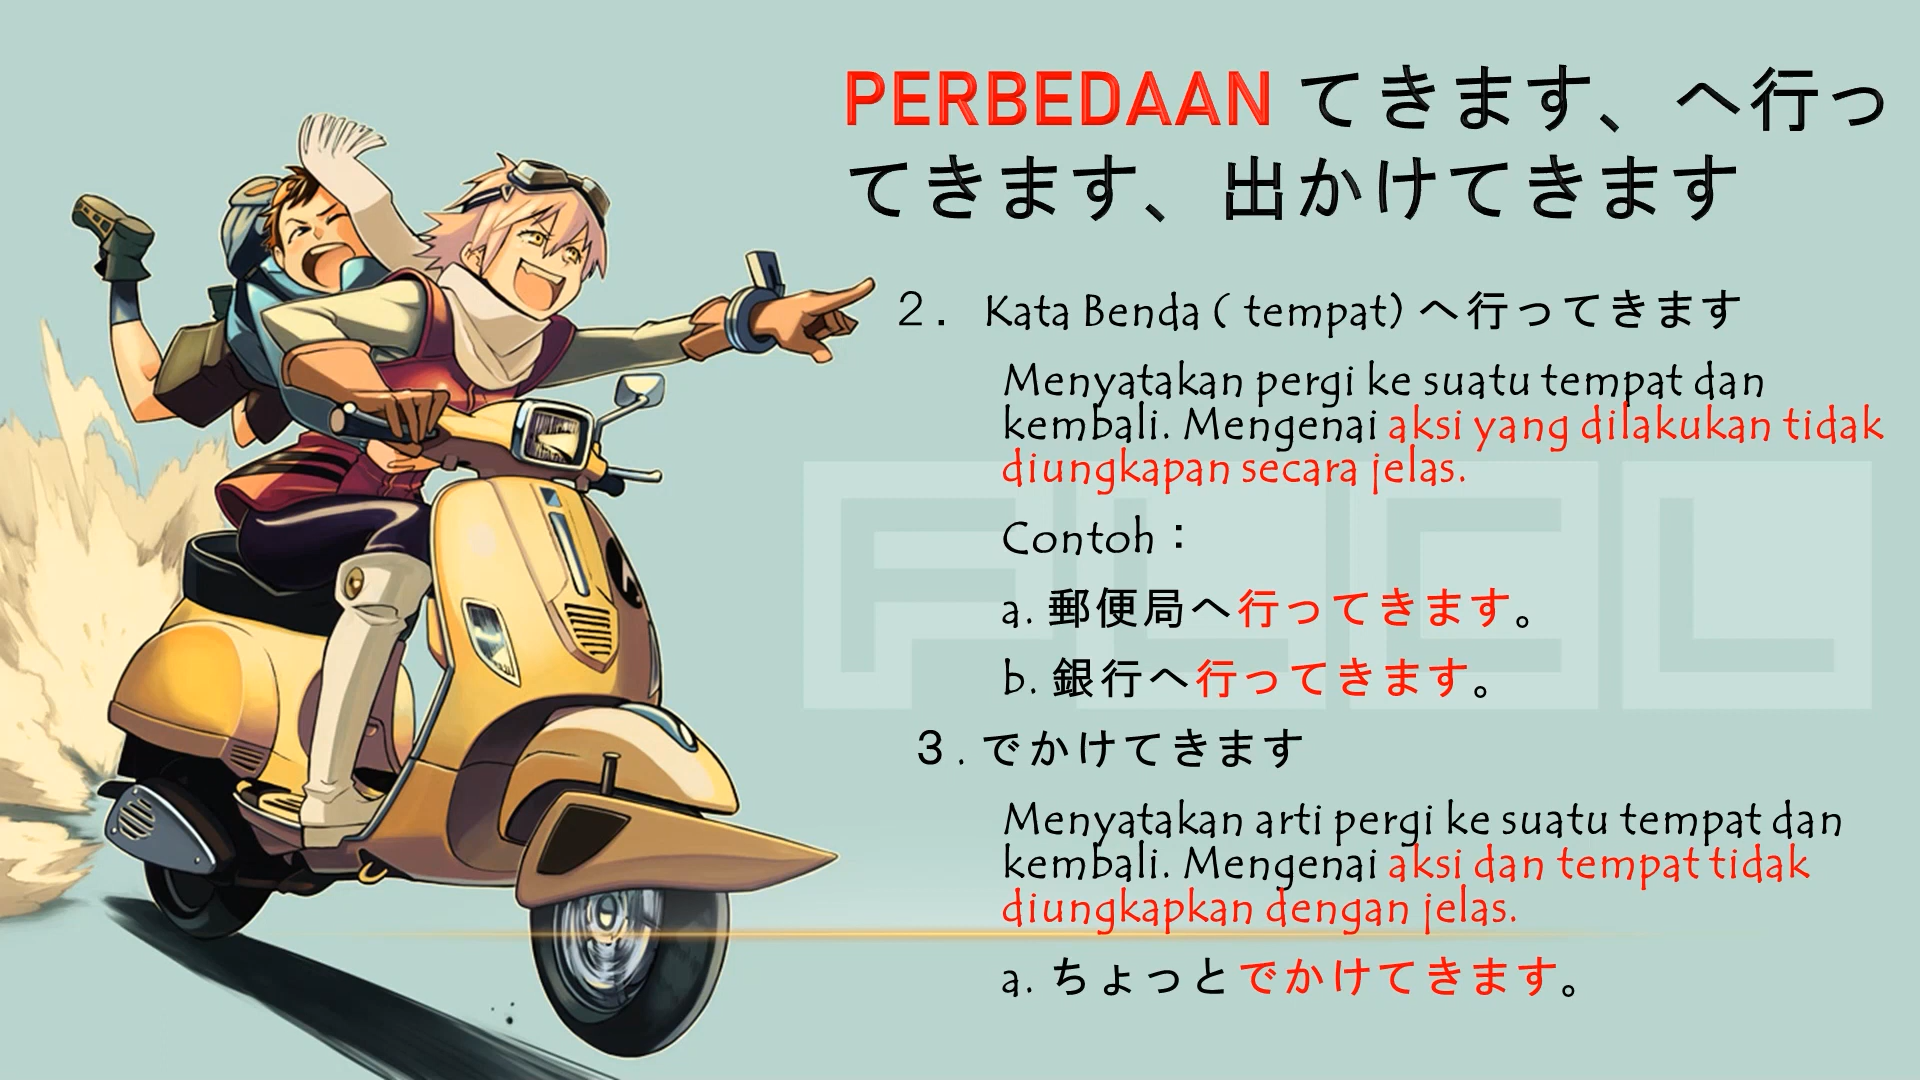 PERBEDAAN てきます、へ行っ
てきます、出かけてきます
２. Kata Benda ( tempat) へ行ってきます
Menyatakan pergi ke suatu tempat dan
kembali. Mengenai aksi yang dilakukan tidak
diungkapan secara jelas.
Contoh：
a. 郵便局へ行ってきます。
b. 銀行へ行ってきます。
３. でかけてきます
Menyatakan arti pergi ke suatu tempat dan
kembali. Mengenai aksi dan tempat tidak
diungkapkan dengan jelas.
a. ちょっとでかけてきます。